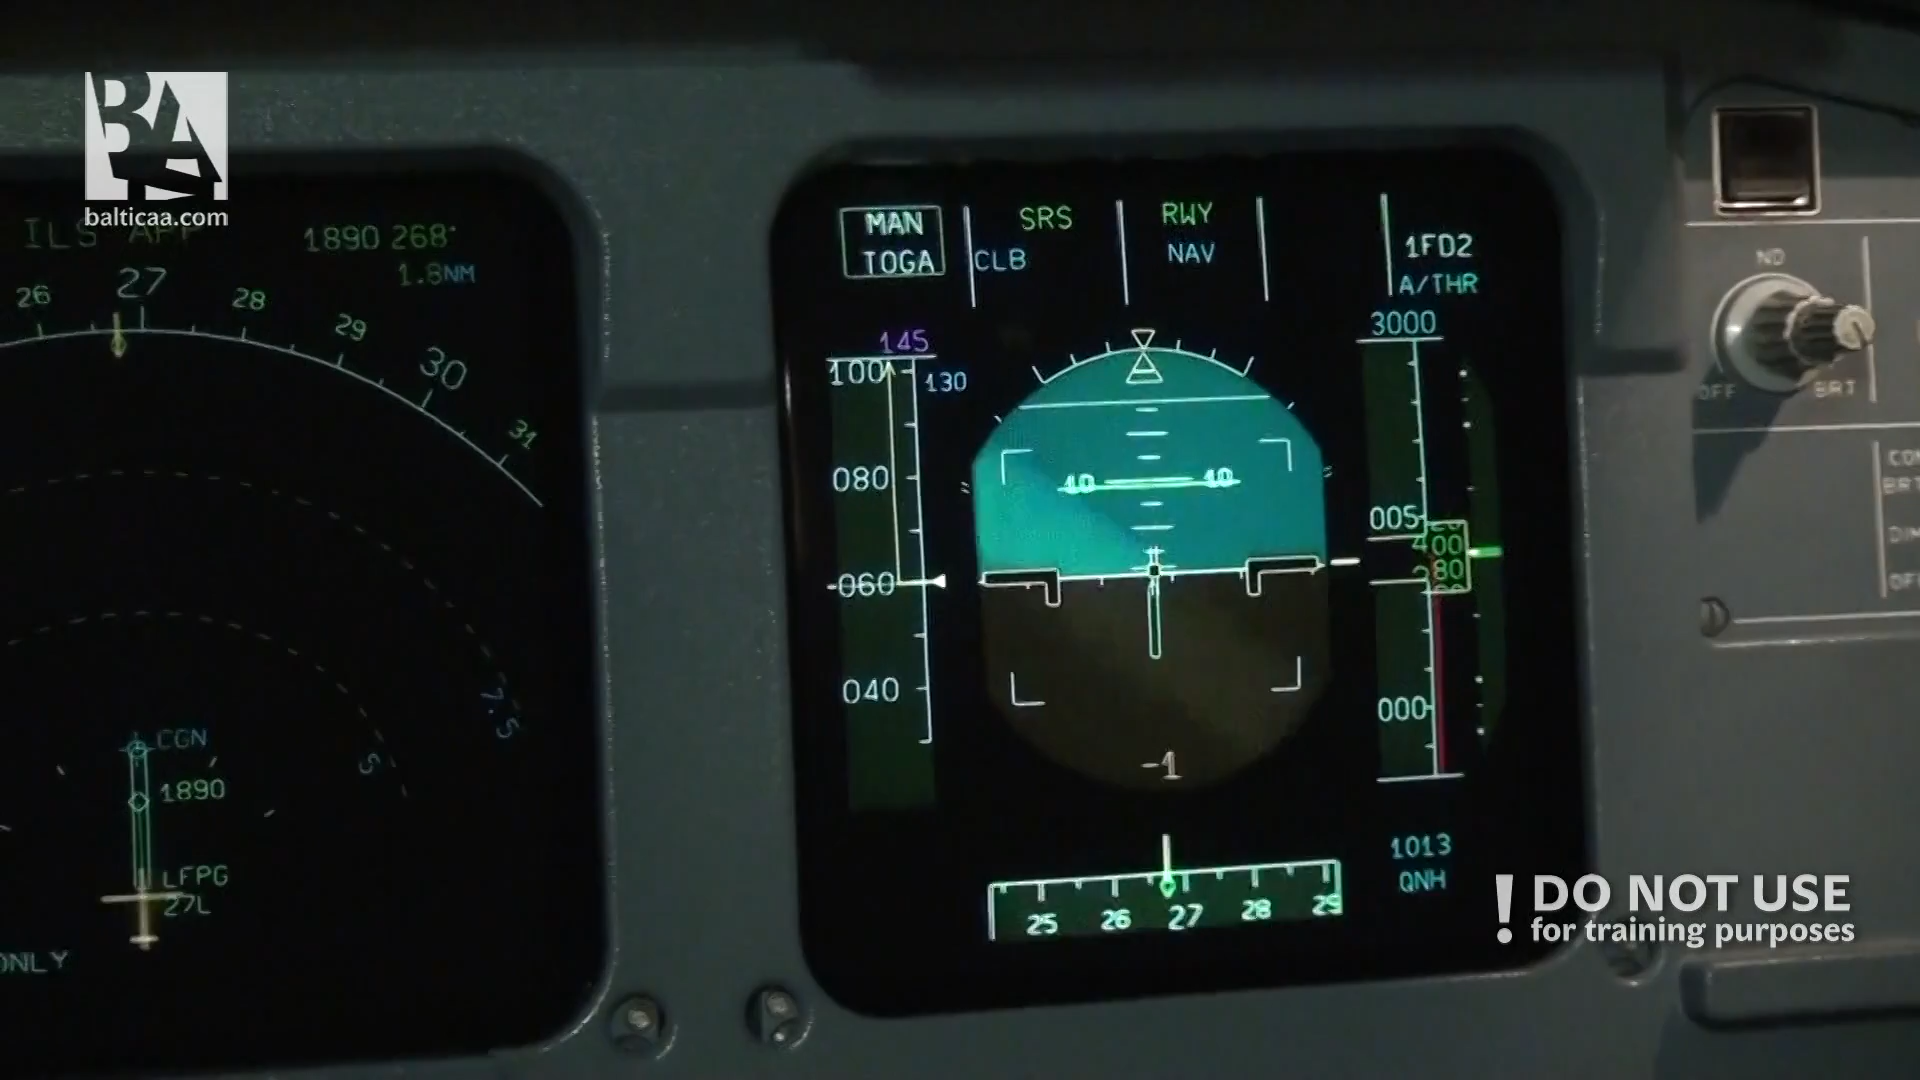 BAA
balticaa.com
ILS APP
1890 268°
1.8NM
26 27 28 29 30 31
7.5
5
CGN
1890
LFPG
27L
ONLY
MAN
TOGA
SRS
CLB
RWY
NAV
1FD2
A/THR
145
130
100
080
060
040
10 10
-1
3000
005
400
80
000
1013
QNH
25 26 27 28 29
ND
OFF BRT
! DO NOT USE
for training purposes